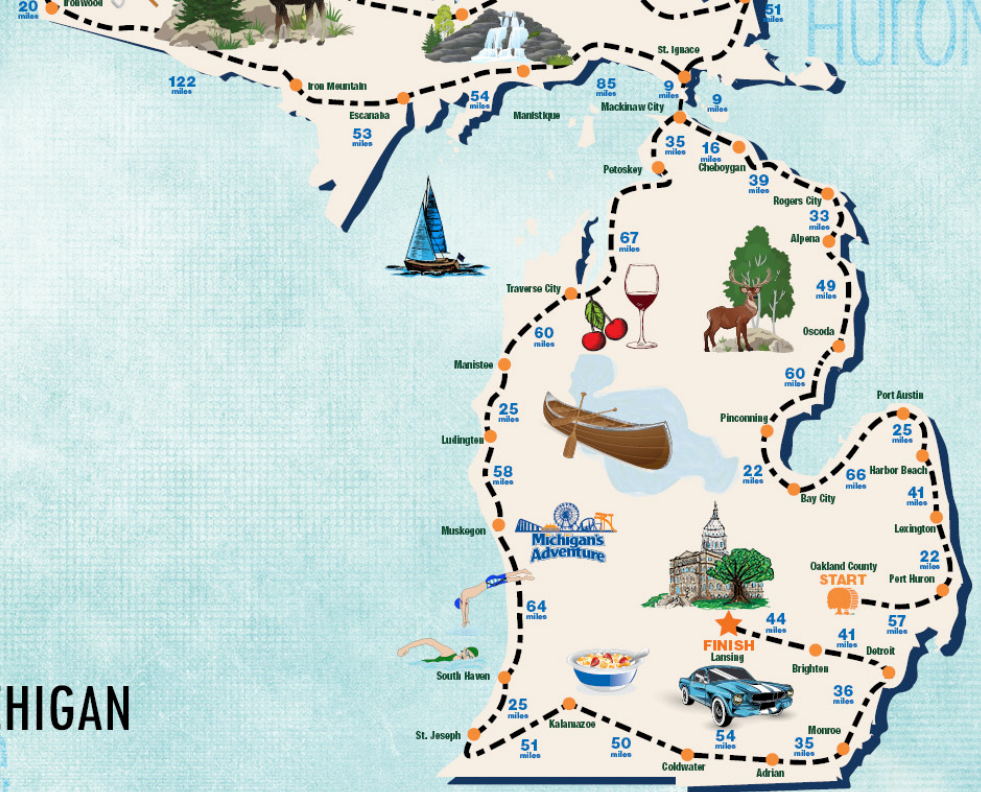 20
miles
Ironwood
51
miles
Huron
122
miles
Iron Mountain
Escanaba
53
miles
54
miles
Manistique
85
miles
St. Ignace
9
miles
9
miles
Mackinaw City
35
miles
16
miles
Cheboygan
Petoskey
39
miles
Rogers City
33
miles
Alpena
67
miles
49
miles
Traverse City
Oscoda
60
miles
60
miles
Manistee
25
miles
Port Austin
25
miles
Pinconning
Ludington
58
miles
22
miles
66
miles
Harbor Beach
Bay City
41
miles
Muskegon
Michigan's
Adventure
Lexington
22
miles
Oakland County
START
Port Huron
64
miles
44
miles
57
miles
FINISH
Lansing
41
miles
Detroit
Brighten
South Haven
36
miles
HIGAN
25
miles
St. Joseph
Kalamazoo
51
miles
50
miles
54
miles
35
miles
Monroe
Coldwater
Adrian